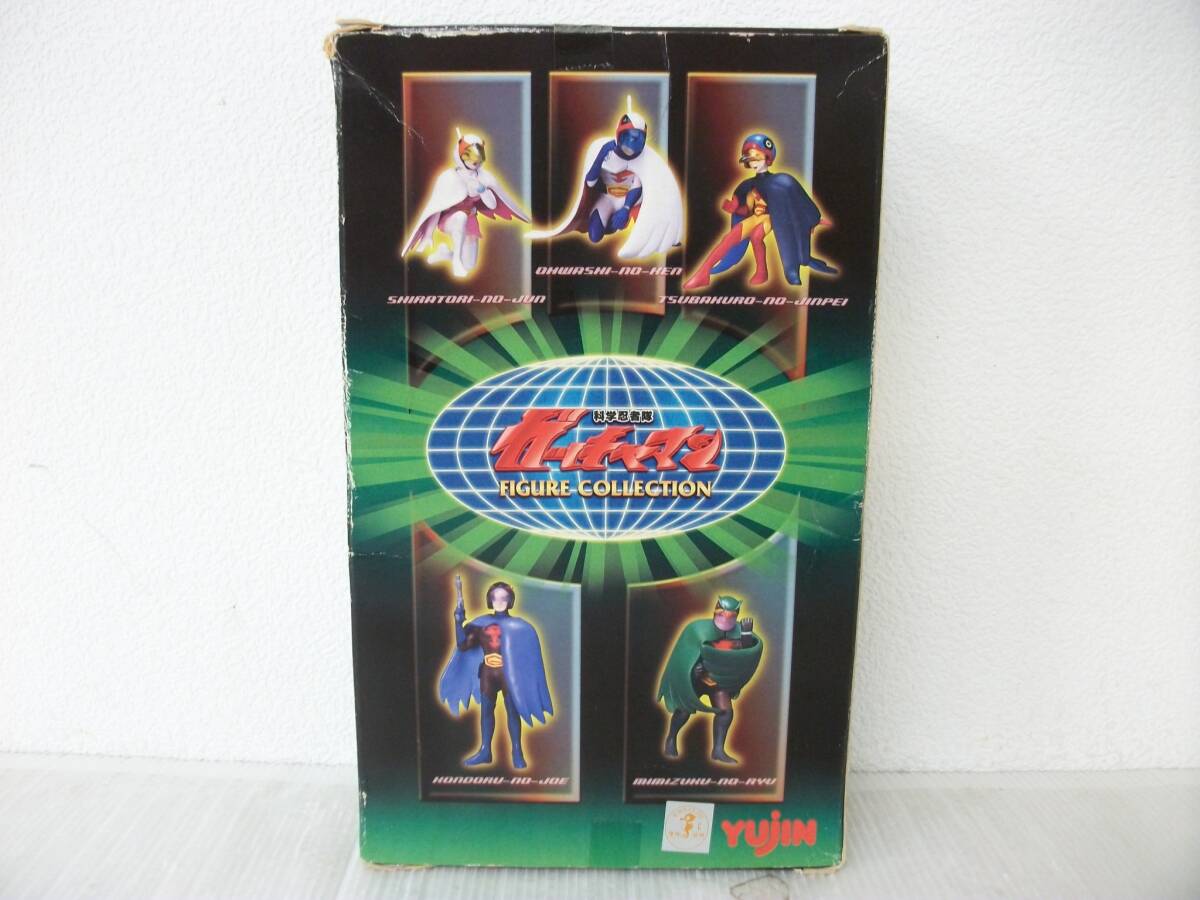 OHWASHI-NO-KEN
SHIRATORI-NO-JUN
TSUBAKURO-NO-JINPEI
科学忍者隊
ガッチャマン
FIGURE COLLECTION
KONDORU-NO-JOE
MIMIZUKU-NO-RYU
YUJIN